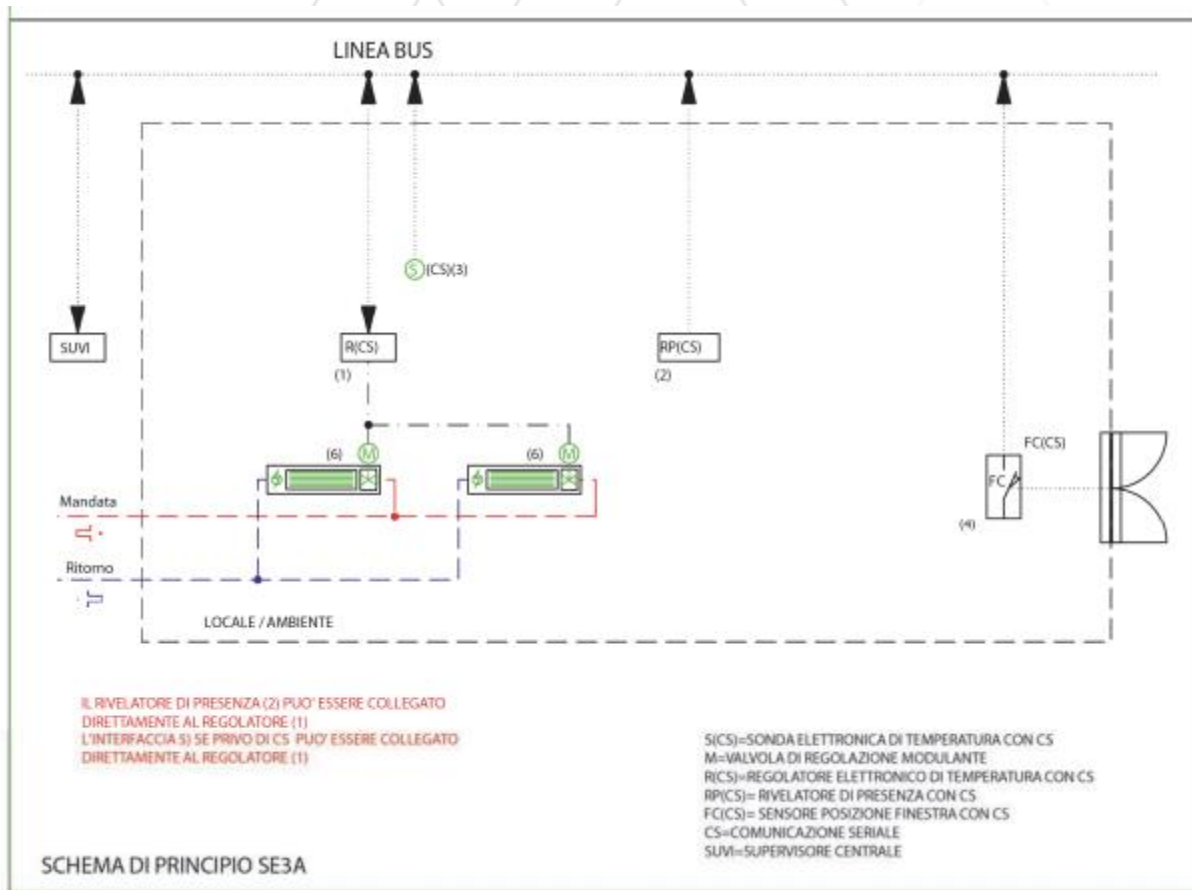 LINEA BUS
S (CS)(3)
SUVI
R(CS)
RP(CS)
(1)
(2)
FC(CS)
(6) M
(6) M
FC
Mandata
(4)
Ritorno
LOCALE / AMBIENTE
IL RIVELATORE DI PRESENZA (2) PUO' ESSERE COLLEGATO
DIRETTAMENTE AL REGOLATORE (1)
L'INTERFACCIA 5) SE PRIVO DI CS PUO' ESSERE COLLEGATO
DIRETTAMENTE AL REGOLATORE (1)
S(CS)=SONDA ELETTRONICA DI TEMPERATURA CON CS
M=VALVOLA DI REGOLAZIONE MODULANTE
R(CS)=REGOLATORE ELETTRONICO DI TEMPERATURA CON CS
RP(CS)= RIVELATORE DI PRESENZA CON CS
FC(CS)= SENSORE POSIZIONE FINESTRA CON CS
CS=COMUNICAZIONE SERIALE
SUVI=SUPERVISORE CENTRALE
SCHEMA DI PRINCIPIO SE3A